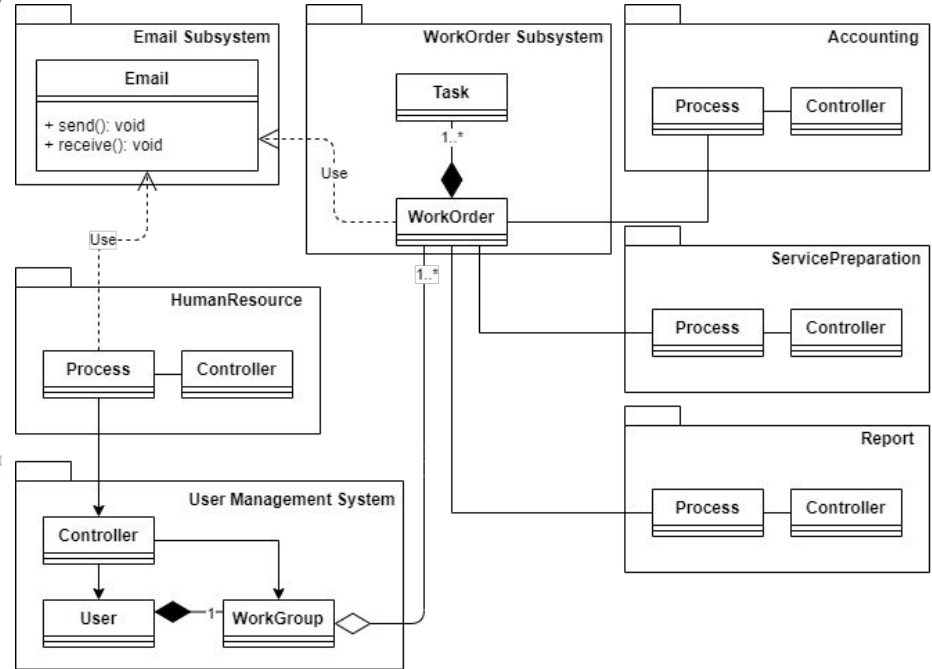 Email Subsystem
Email
+ send(): void
+ receive(): void
WorkOrder Subsystem
Task
1..*
WorkOrder
1..*
Use
Use
Accounting
Process
Controller
ServicePreparation
Process
Controller
Report
Process
Controller
HumanResource
Process
Controller
User Management System
Controller
User
1
WorkGroup